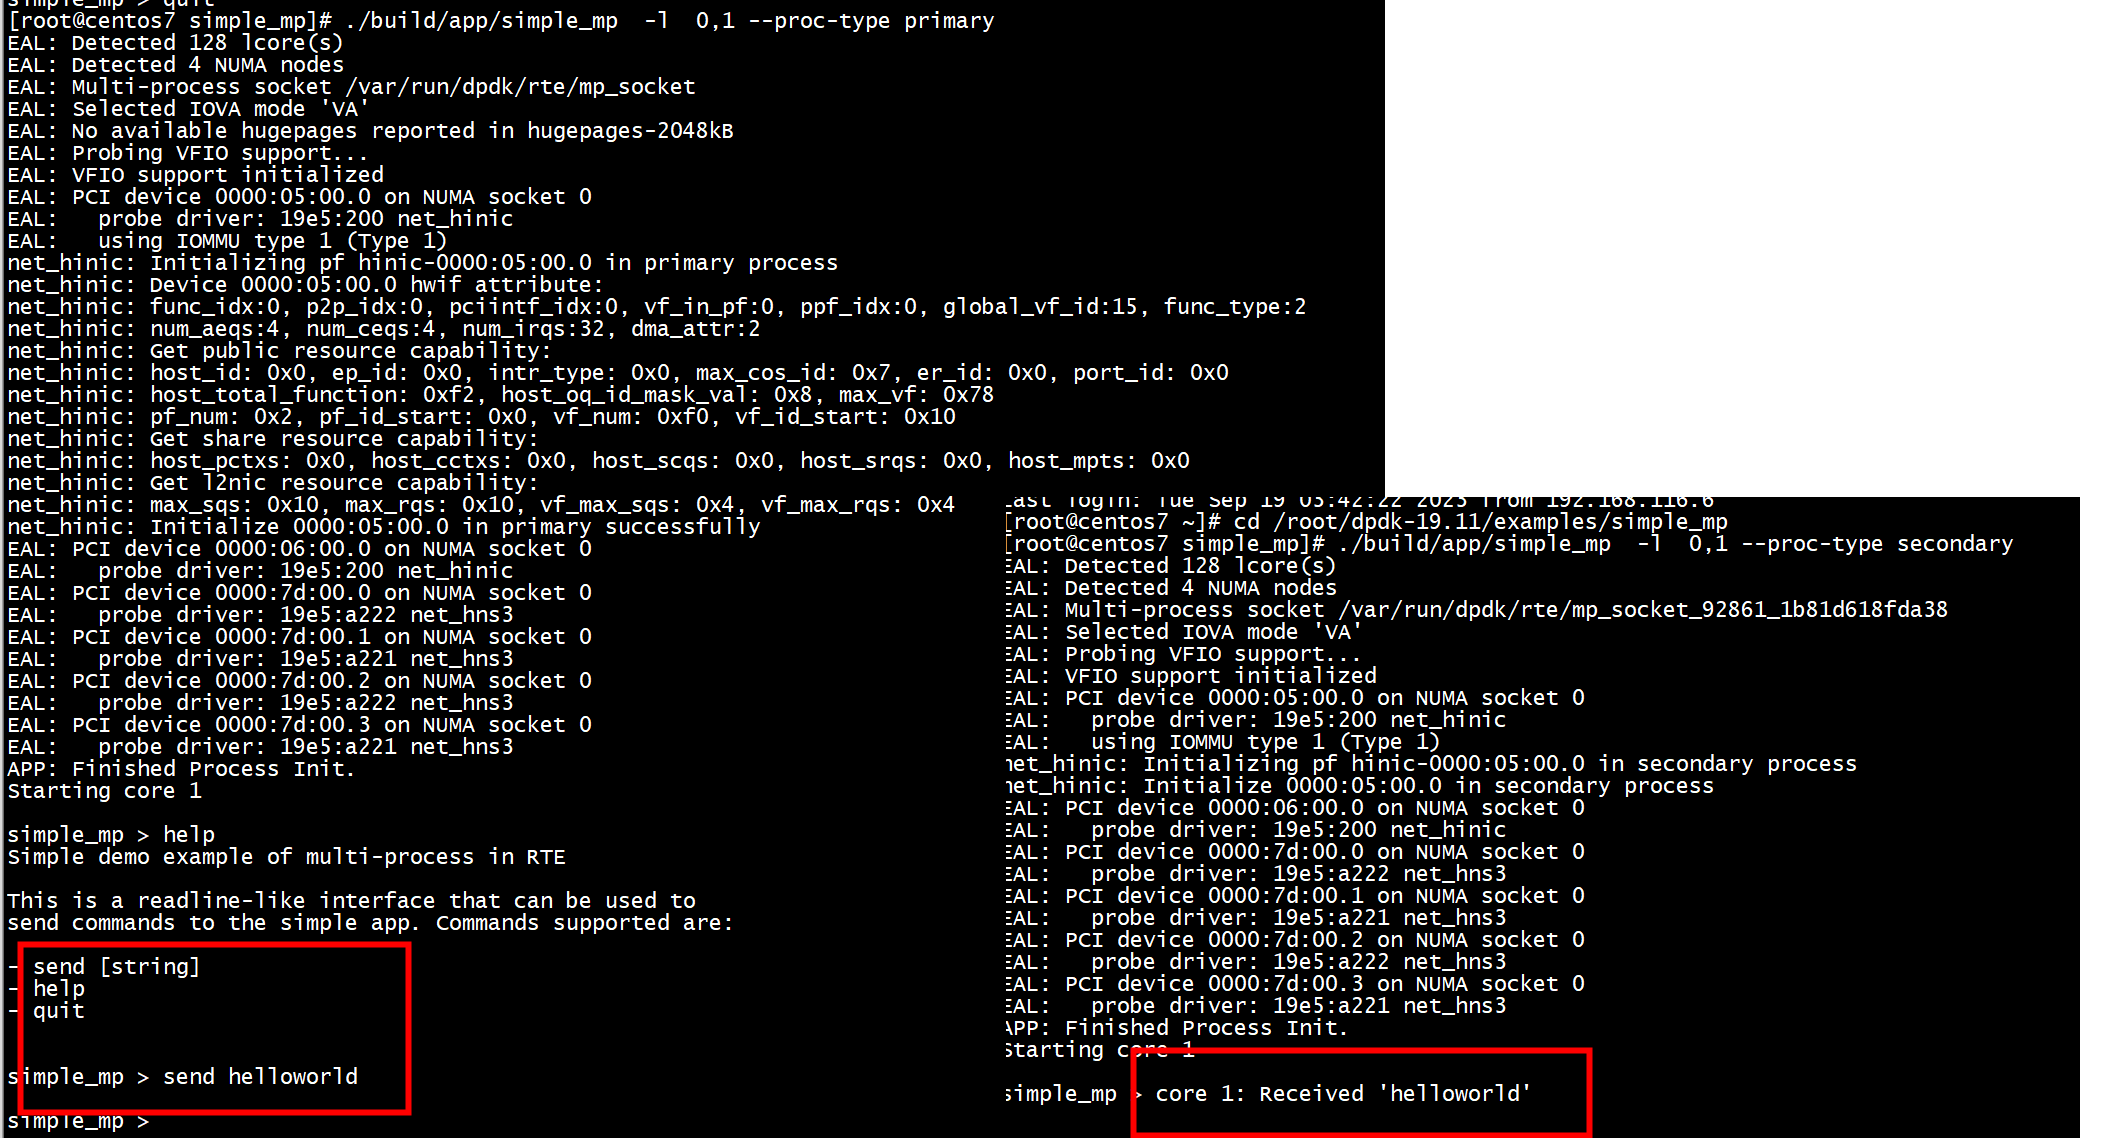 simple_mp > quit
[root@centos7 simple_mp]# ./build/app/simple_mp  -l  0,1 --proc-type primary
EAL: Detected 128 lcore(s)
EAL: Detected 4 NUMA nodes
EAL: Multi-process socket /var/run/dpdk/rte/mp_socket
EAL: Selected IOVA mode 'VA'
EAL: No available hugepages reported in hugepages-2048kB
EAL: Probing VFIO support...
EAL: VFIO support initialized
EAL: PCI device 0000:05:00.0 on NUMA socket 0
EAL:   probe driver: 19e5:200 net_hinic
EAL:   using IOMMU type 1 (Type 1)
net_hinic: Initializing pf hinic-0000:05:00.0 in primary process
net_hinic: Device 0000:05:00.0 hwif attribute:
net_hinic: func_idx:0, p2p_idx:0, pciintf_idx:0, vf_in_pf:0, ppf_idx:0, global_vf_id:15, func_type:2
net_hinic: num_aeqs:4, num_ceqs:4, num_irqs:32, dma_attr:2
net_hinic: Get public resource capability:
net_hinic: host_id: 0x0, ep_id: 0x0, intr_type: 0x0, max_cos_id: 0x7, er_id: 0x0, port_id: 0x0
net_hinic: host_total_function: 0xf2, host_oq_id_mask_val: 0x8, max_vf: 0x78
net_hinic: pf_num: 0x2, pf_id_start: 0x0, vf_num: 0xf0, vf_id_start: 0x10
net_hinic: Get share resource capability:
net_hinic: host_pctxs: 0x0, host_cctxs: 0x0, host_scqs: 0x0, host_srqs: 0x0, host_mpts: 0x0
net_hinic: Get l2nic resource capability:
net_hinic: max_sqs: 0x10, max_rqs: 0x10, vf_max_sqs: 0x4, vf_max_rqs: 0x4
net_hinic: Initialize 0000:05:00.0 in primary successfully
EAL: PCI device 0000:06:00.0 on NUMA socket 0
EAL:   probe driver: 19e5:200 net_hinic
EAL: PCI device 0000:7d:00.0 on NUMA socket 0
EAL:   probe driver: 19e5:a222 net_hns3
EAL: PCI device 0000:7d:00.1 on NUMA socket 0
EAL:   probe driver: 19e5:a221 net_hns3
EAL: PCI device 0000:7d:00.2 on NUMA socket 0
EAL:   probe driver: 19e5:a222 net_hns3
EAL: PCI device 0000:7d:00.3 on NUMA socket 0
EAL:   probe driver: 19e5:a221 net_hns3
APP: Finished Process Init.
Starting core 1
simple_mp > help
Simple demo example of multi-process in RTE
This is a readline-like interface that can be used to
send commands to the simple app. Commands supported are:
- send [string]
- help
- quit
simple_mp > send helloworld
simple_mp >
Last login: Tue Sep 19 03:42:22 2023 from 192.168.116.6
[root@centos7 ~]# cd /root/dpdk-19.11/examples/simple_mp
[root@centos7 simple_mp]# ./build/app/simple_mp  -l  0,1 --proc-type secondary
EAL: Detected 128 lcore(s)
EAL: Detected 4 NUMA nodes
EAL: Multi-process socket /var/run/dpdk/rte/mp_socket_92861_1b81d618fda38
EAL: Selected IOVA mode 'VA'
EAL: Probing VFIO support...
EAL: VFIO support initialized
EAL: PCI device 0000:05:00.0 on NUMA socket 0
EAL:   probe driver: 19e5:200 net_hinic
EAL:   using IOMMU type 1 (Type 1)
net_hinic: Initializing pf hinic-0000:05:00.0 in secondary process
net_hinic: Initialize 0000:05:00.0 in secondary process
EAL: PCI device 0000:06:00.0 on NUMA socket 0
EAL:   probe driver: 19e5:200 net_hinic
EAL: PCI device 0000:7d:00.0 on NUMA socket 0
EAL:   probe driver: 19e5:a222 net_hns3
EAL: PCI device 0000:7d:00.1 on NUMA socket 0
EAL:   probe driver: 19e5:a221 net_hns3
EAL: PCI device 0000:7d:00.2 on NUMA socket 0
EAL:   probe driver: 19e5:a222 net_hns3
EAL: PCI device 0000:7d:00.3 on NUMA socket 0
EAL:   probe driver: 19e5:a221 net_hns3
APP: Finished Process Init.
Starting core 1
simple_mp > core 1: Received 'helloworld'